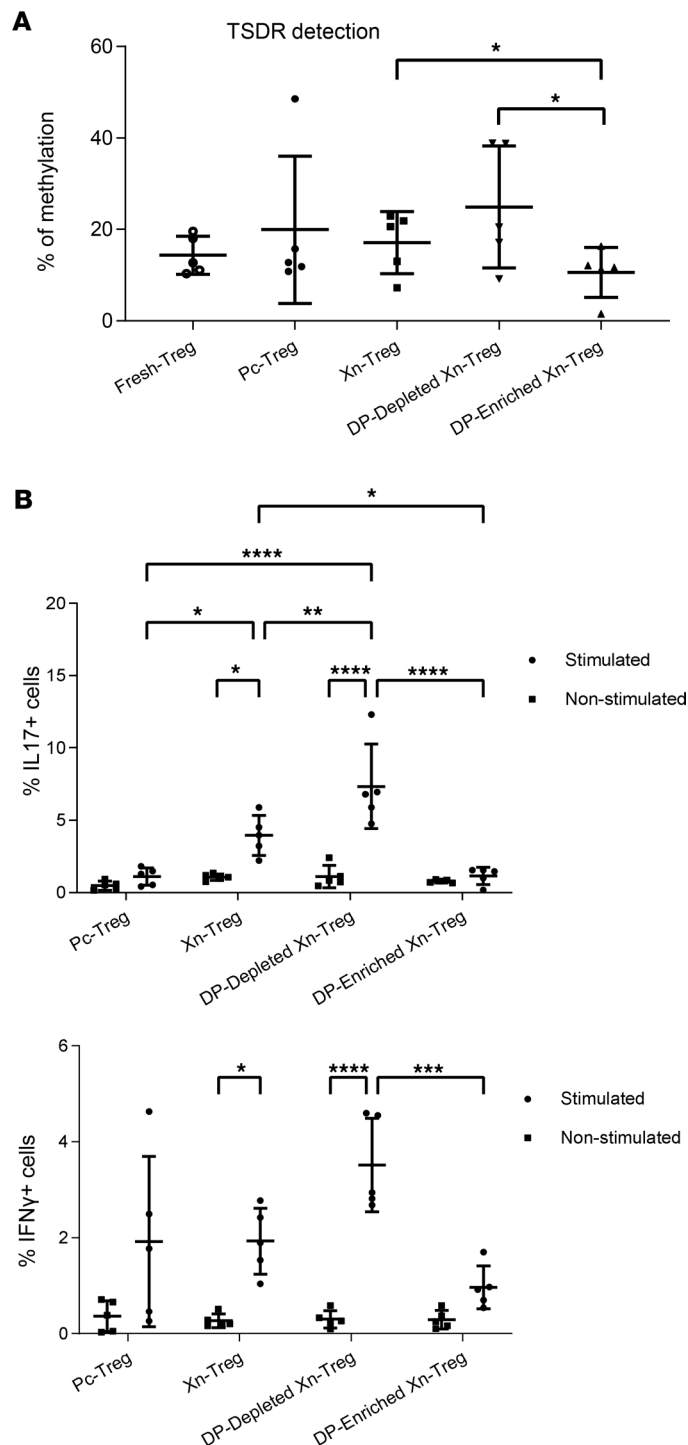 A
TSDR detection
% of methylation
60
40
20
0
*
*
Fresh-Treg
Pc-Treg
Xn-Treg
DP-Depleted Xn-Treg
DP-Enriched Xn-Treg
B
*
****
*
**
*
****
****
% IL17+ cells
20
15
10
5
0
Stimulated
Non-stimulated
Pc-Treg
Xn-Treg
DP-Depleted Xn-Treg
DP-Enriched Xn-Treg
% IFNγ+ cells
6
4
2
0
*
****
***
Stimulated
Non-stimulated
Pc-Treg
Xn-Treg
DP-Depleted Xn-Treg
DP-Enriched Xn-Treg